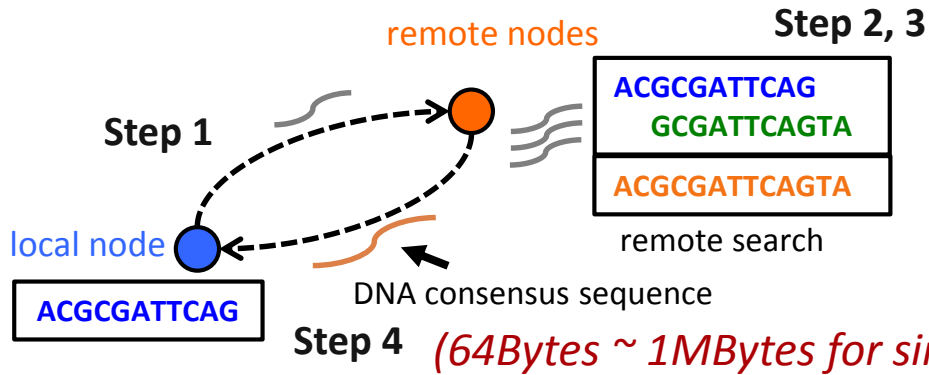 Step 2, 3
remote nodes
ACGCGATTCAG
GCGATTCAGTA
Step 1
ACGCGATTCAGTA
local node
remote search
ACGCGATTCAG
DNA consensus sequence
Step 4 (64Bytes ~ 1MBytes for